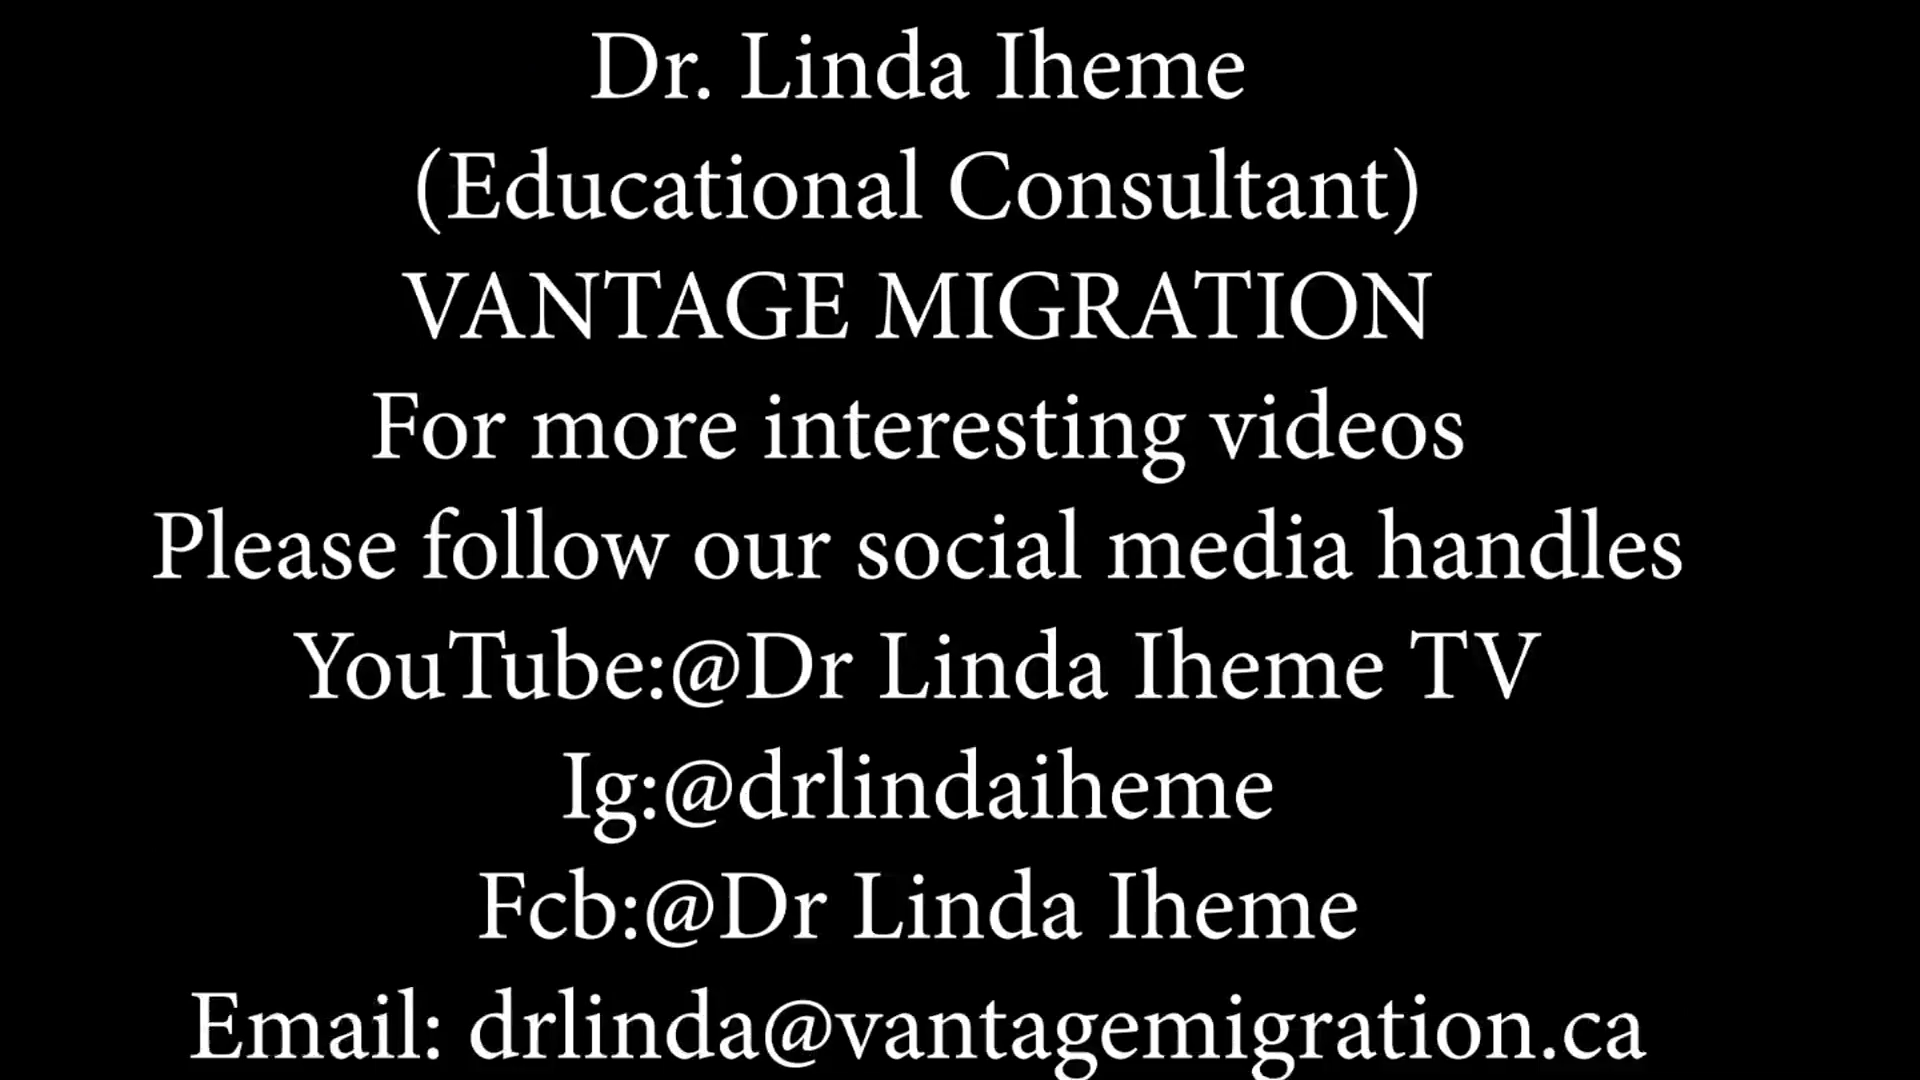 Dr. Linda Iheme
(Educational Consultant)
VANTAGE MIGRATION
For more interesting videos
Please follow our social media handles
YouTube:@Dr Linda Iheme TV
Ig:@drlindaiheme
Fcb:@Dr Linda Iheme
Email: drlinda@vantagemigration.ca